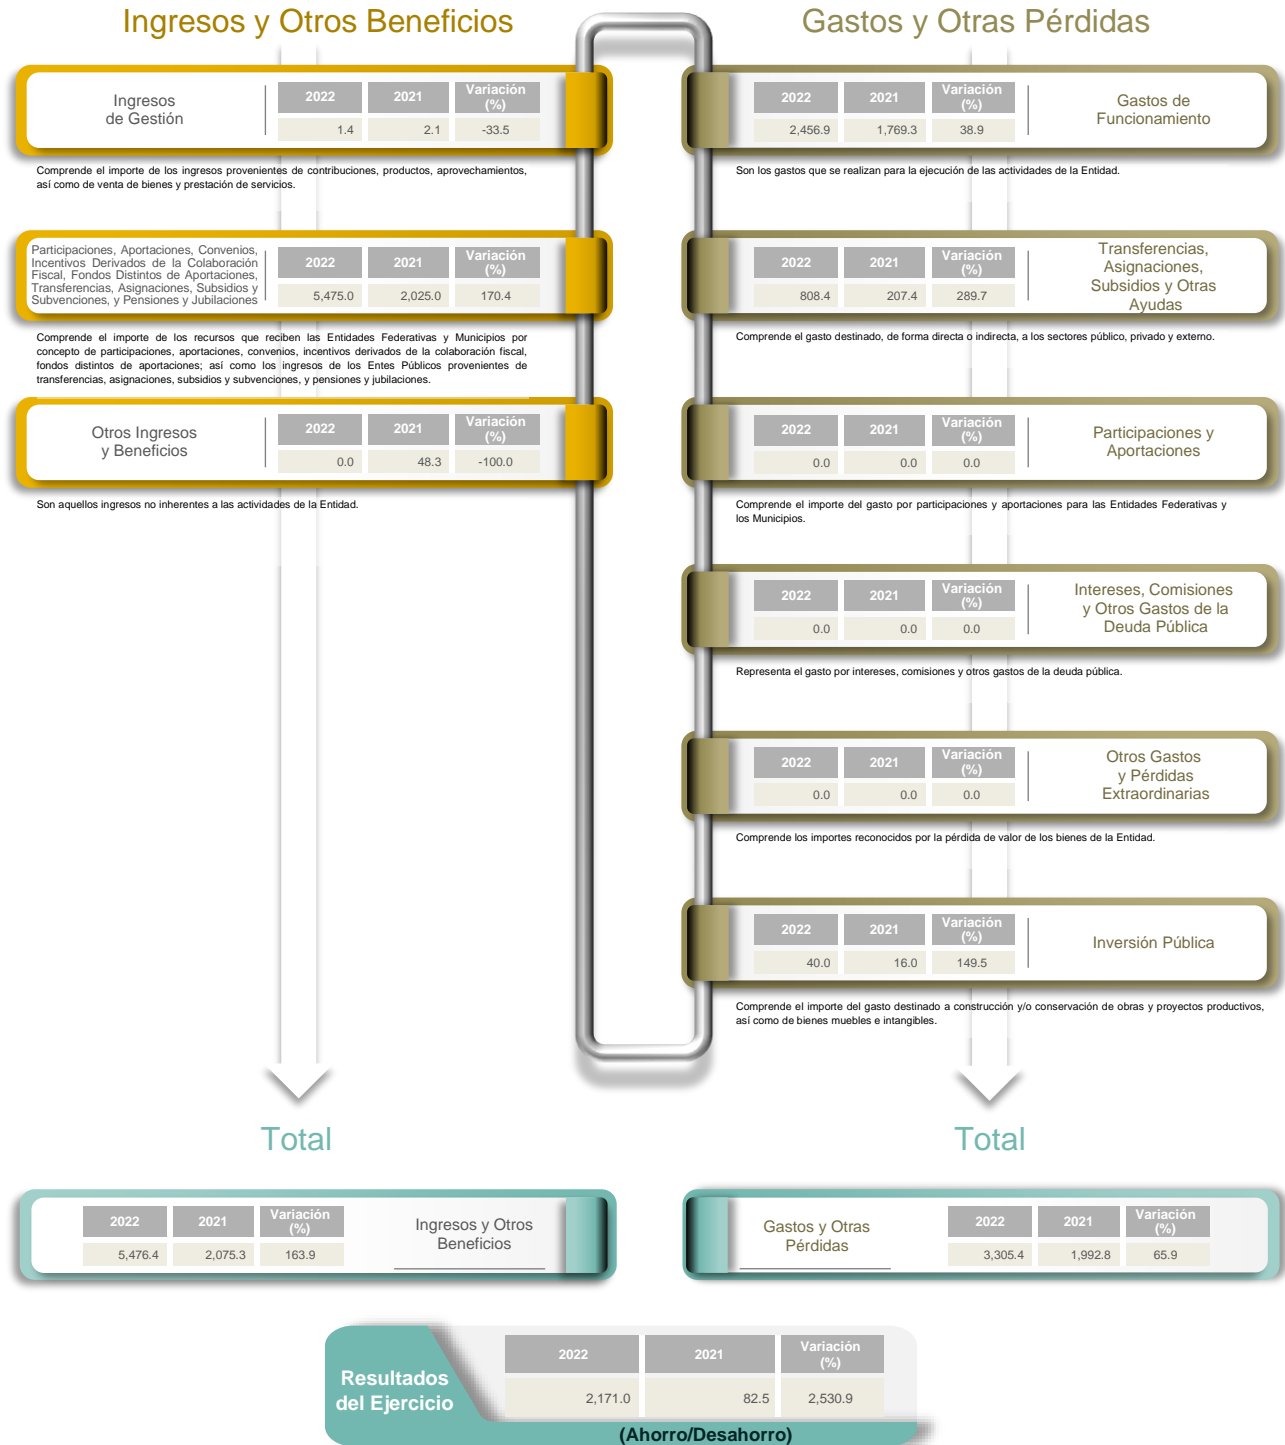 Ingresos y Otros Beneficios
Ingresos
de Gestión
2022 2021 Variación (%)
1.4 2.1 -33.5
Comprende el importe de los ingresos provenientes de contribuciones, productos, aprovechamientos,
así como de venta de bienes y prestación de servicios.
Participaciones, Aportaciones, Convenios,
Incentivos Derivados de la Colaboración
Fiscal, Fondos Distintos de Aportaciones,
Transferencias, Asignaciones, Subsidios y
Subvenciones, y Pensiones y Jubilaciones
2022 2021 Variación (%)
5,475.0 2,025.0 170.4
Comprende el importe de los recursos que reciben las Entidades Federativas y Municipios por
concepto de participaciones, aportaciones, convenios, incentivos derivados de la colaboración fiscal,
fondos distintos de aportaciones; así como los ingresos de los Entes Públicos provenientes de
transferencias, asignaciones, subsidios y subvenciones, y pensiones y jubilaciones.
Otros Ingresos
y Beneficios
2022 2021 Variación (%)
0.0 48.3 -100.0
Son aquellos ingresos no inherentes a las actividades de la Entidad.
Gastos y Otras Pérdidas
2022 2021 Variación (%)
2,456.9 1,769.3 38.9
Gastos de
Funcionamiento
Son los gastos que se realizan para la ejecución de las actividades de la Entidad.
2022 2021 Variación (%)
808.4 207.4 289.7
Transferencias,
Asignaciones,
Subsidios y Otras
Ayudas
Comprende el gasto destinado, de forma directa o indirecta, a los sectores público, privado y externo.
2022 2021 Variación (%)
0.0 0.0 0.0
Participaciones y
Aportaciones
Comprende el importe del gasto por participaciones y aportaciones para las Entidades Federativas y
los Municipios.
2022 2021 Variación (%)
0.0 0.0 0.0
Intereses, Comisiones
y Otros Gastos de la
Deuda Pública
Representa el gasto por intereses, comisiones y otros gastos de la deuda pública.
2022 2021 Variación (%)
0.0 0.0 0.0
Otros Gastos
y Pérdidas
Extraordinarias
Comprende los importes reconocidos por la pérdida de valor de los bienes de la Entidad.
2022 2021 Variación (%)
40.0 16.0 149.5
Inversión Pública
Comprende el importe del gasto destinado a construcción y/o conservación de obras y proyectos productivos,
así como de bienes muebles e intangibles.
Total
2022 2021 Variación (%)
5,476.4 2,075.3 163.9
Ingresos y Otros
Beneficios
Total
Gastos y Otras
Pérdidas
2022 2021 Variación (%)
3,305.4 1,992.8 65.9
Resultados
del Ejercicio
2022 2021 Variación (%)
2,171.0 82.5 2,530.9
(Ahorro/Desahorro)